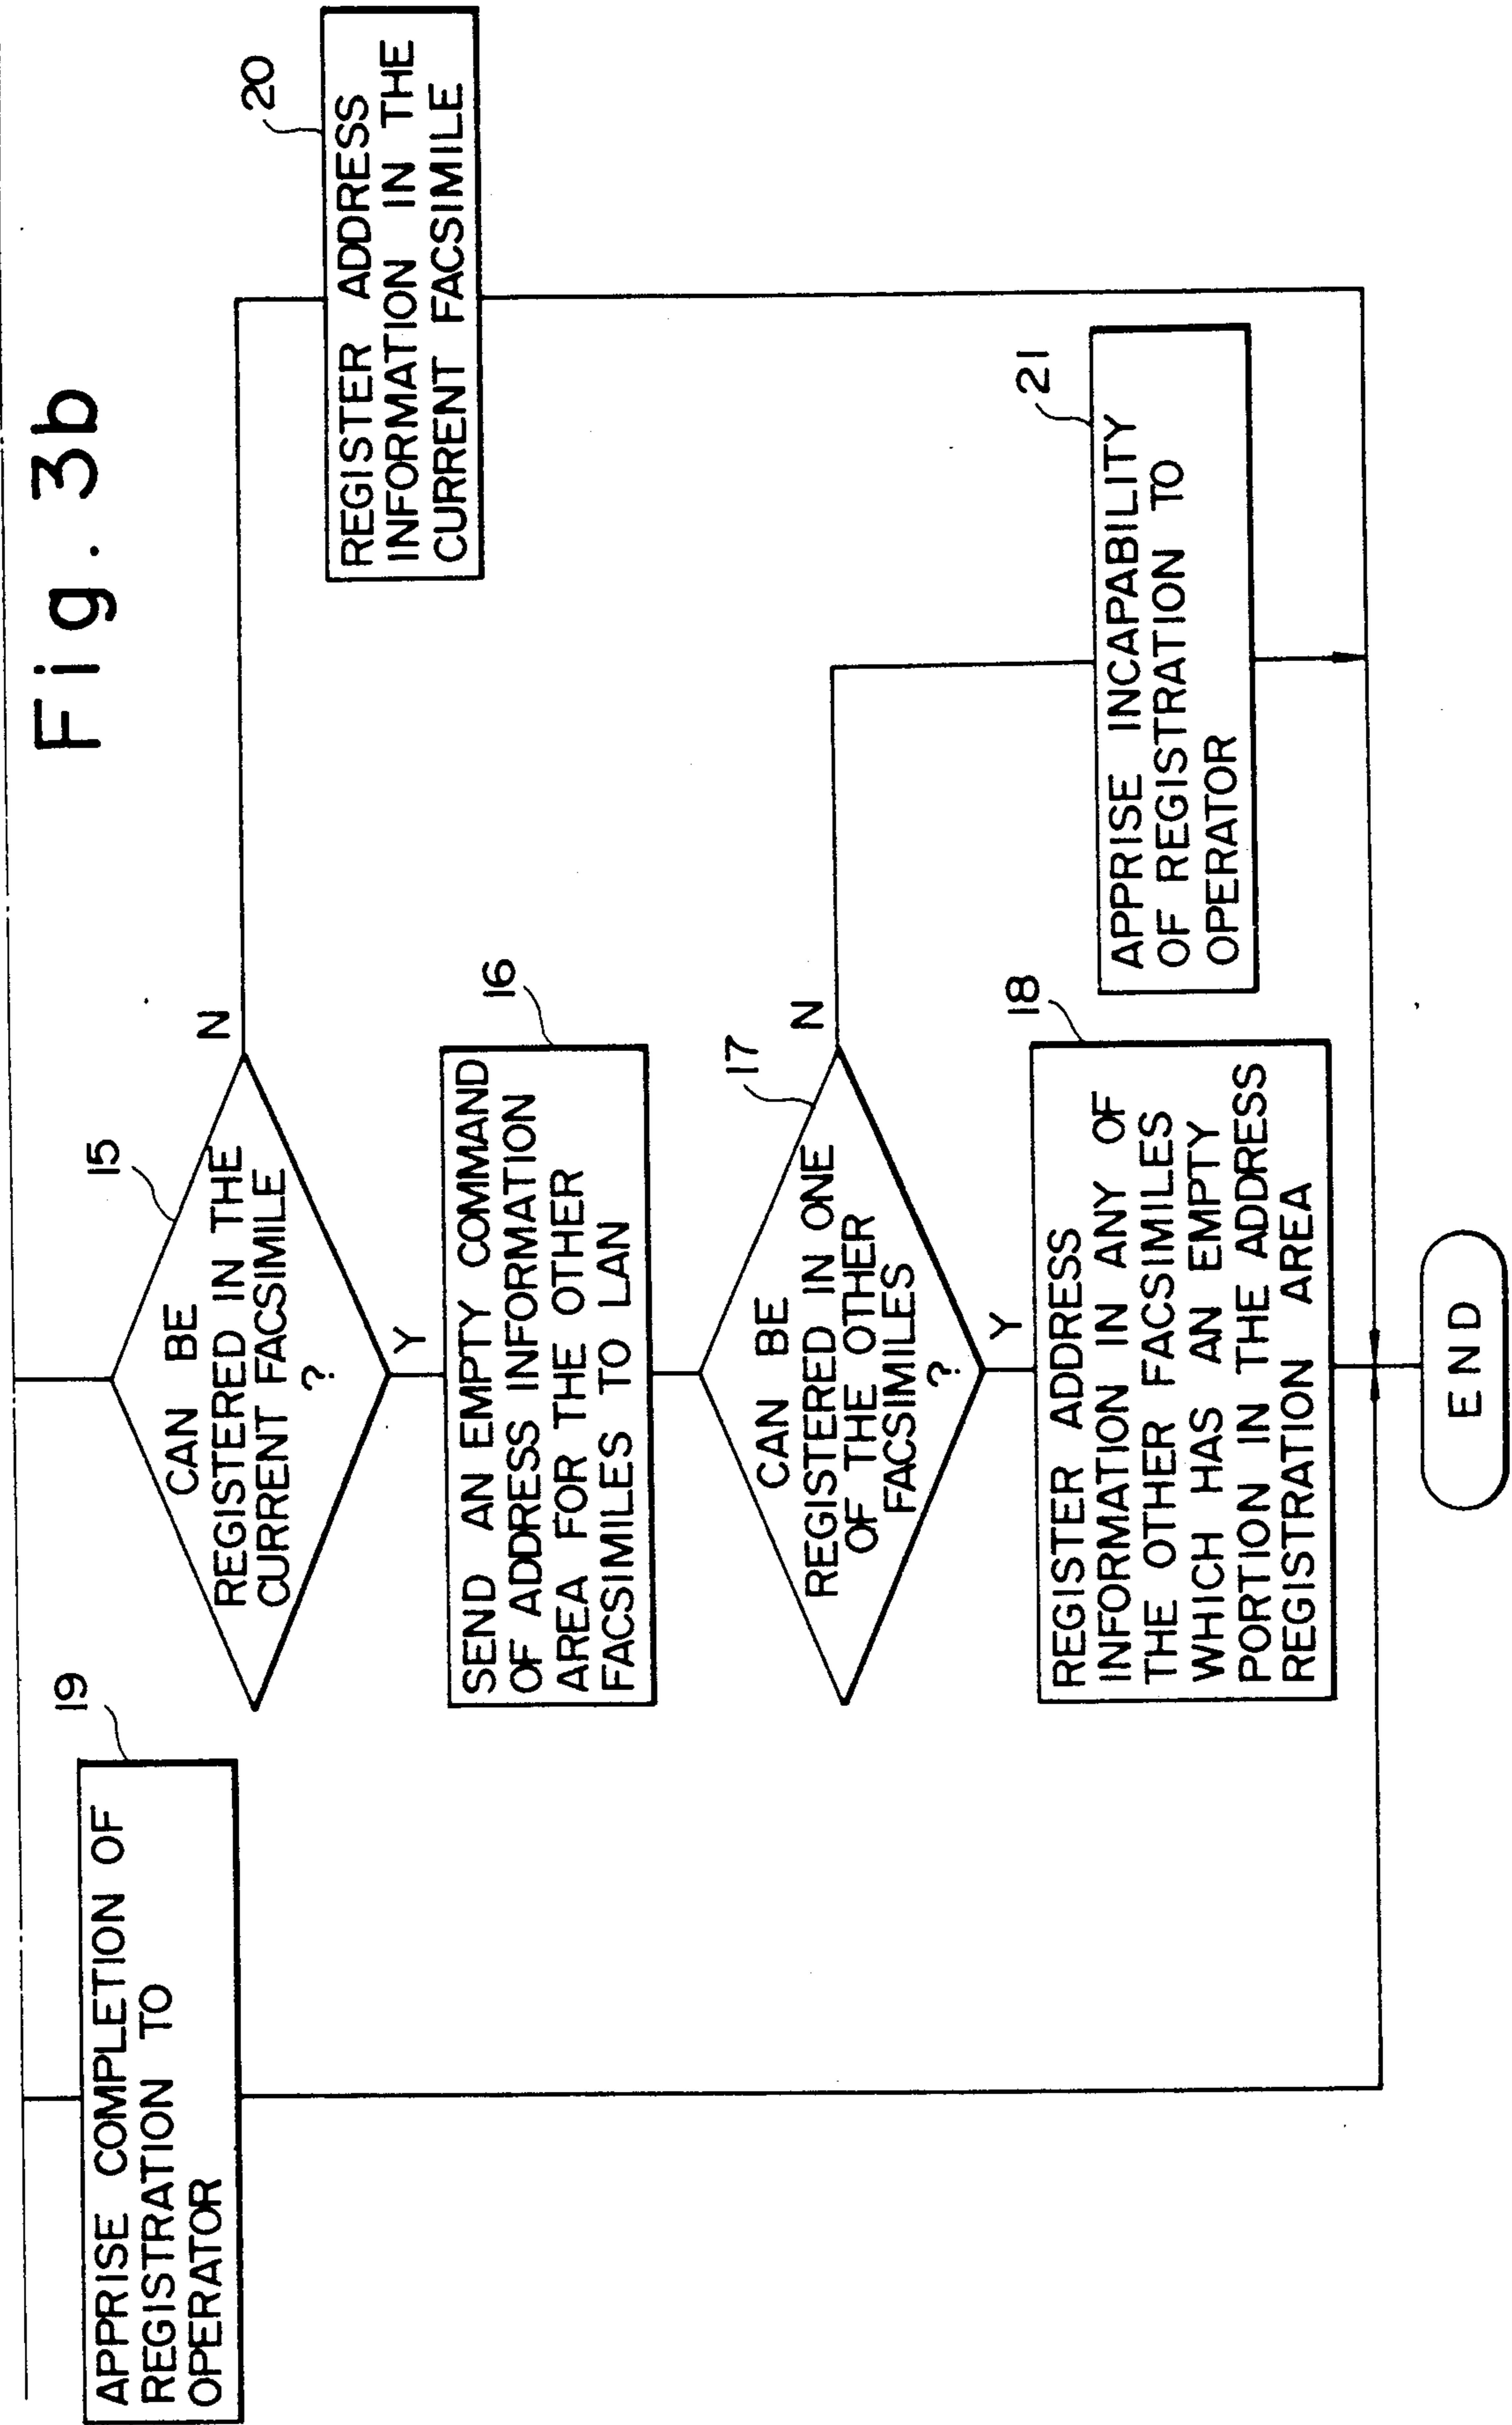 Fig. 3b
19
APPRISE COMPLETION OF
REGISTRATION TO
OPERATOR
15
CAN BE
REGISTERED IN THE
CURRENT FACSIMILE
?
N
Y
20
REGISTER ADDRESS
INFORMATION IN THE
CURRENT FACSIMILE
16
SEND AN EMPTY COMMAND
OF ADDRESS INFORMATION
AREA FOR THE OTHER
FACSIMILES TO LAN
17
CAN BE
REGISTERED IN ONE
OF THE OTHER
FACSIMILES
?
N
Y
21
APPRISE INCAPABILITY
OF REGISTRATION TO
OPERATOR
18
REGISTER ADDRESS
INFORMATION IN ANY OF
THE OTHER FACSIMILES
WHICH HAS AN EMPTY
PORTION IN THE ADDRESS
REGISTRATION AREA
END